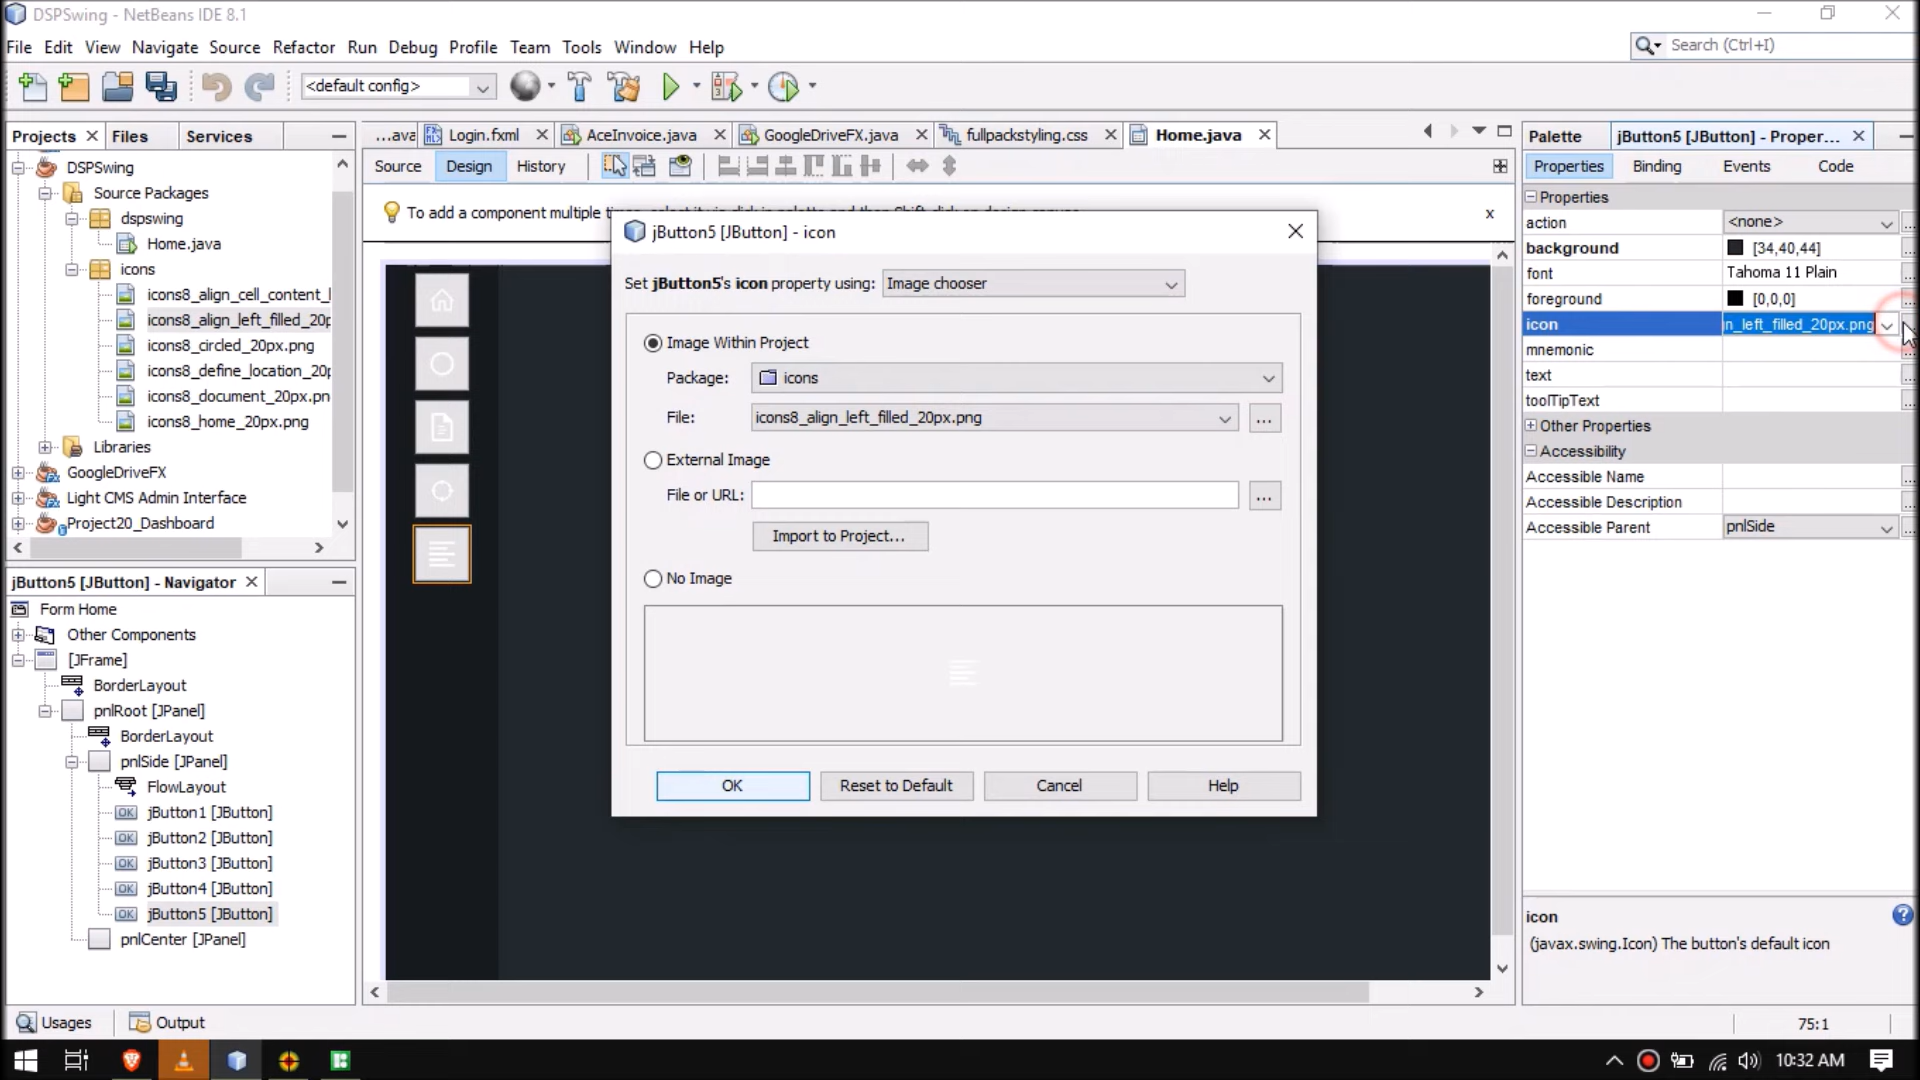 DSPSwing - NetBeans IDE 8.1
File Edit View Navigate Source Refactor Run Debug Profile Team Tools Window Help
Search (Ctrl+I)
<default config>
Projects Files Services
DSPSwing
Source Packages
dspswing
Home.java
icons
icons8_align_cell_content_l
icons8_align_left_filled_20p
icons8_circled_20px.png
icons8_define_location_20p
icons8_document_20px.pn
icons8_home_20px.png
Libraries
GoogleDriveFX
Light CMS Admin Interface
Project20_Dashboard
jButton5 [JButton] - Navigator
Form Home
Other Components
[JFrame]
BorderLayout
pnlRoot [JPanel]
BorderLayout
pnlSide [JPanel]
FlowLayout
OK jButton1 [JButton]
OK jButton2 [JButton]
OK jButton3 [JButton]
OK jButton4 [JButton]
OK jButton5 [JButton]
pnlCenter [JPanel]
...ava Login.fxml AceInvoice.java GoogleDriveFX.java fullpackstyling.css Home.java
Source Design History
To add a component multiple
jButton5 [JButton] - icon
Set jButton5's icon property using: Image chooser
Image Within Project
Package: icons
File: icons8_align_left_filled_20px.png ...
External Image
File or URL: ...
Import to Project...
No Image
OK Reset to Default Cancel Help
Palette jButton5 [JButton] - Proper...
Properties Binding Events Code
Properties
action <none> ...
background [34,40,44] ...
font Tahoma 11 Plain ...
foreground [0,0,0] ...
icon n_left_filled_20px.png
mnemonic ...
text ...
toolTipText ...
Other Properties
Accessibility
Accessible Name ...
Accessible Description ...
Accessible Parent pnlSide ...
icon
(javax.swing.Icon) The button's default icon
Usages Output
75:1
10:32 AM